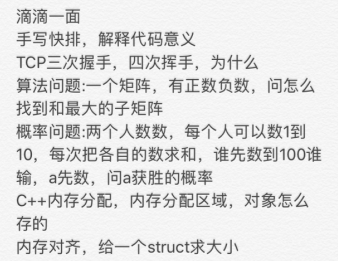 滴滴一面
手写快排，解释代码意义
TCP三次握手，四次挥手，为什么
算法问题:一个矩阵，有正数负数，问怎么
找到和最大的子矩阵
概率问题:两个人数数，每个人可以数1到
10，每次把各自的数求和，谁先数到100谁
输，a先数，问a获胜的概率
C++内存分配，内存分配区域，对象怎么
存的
内存对齐，给一个struct求大小